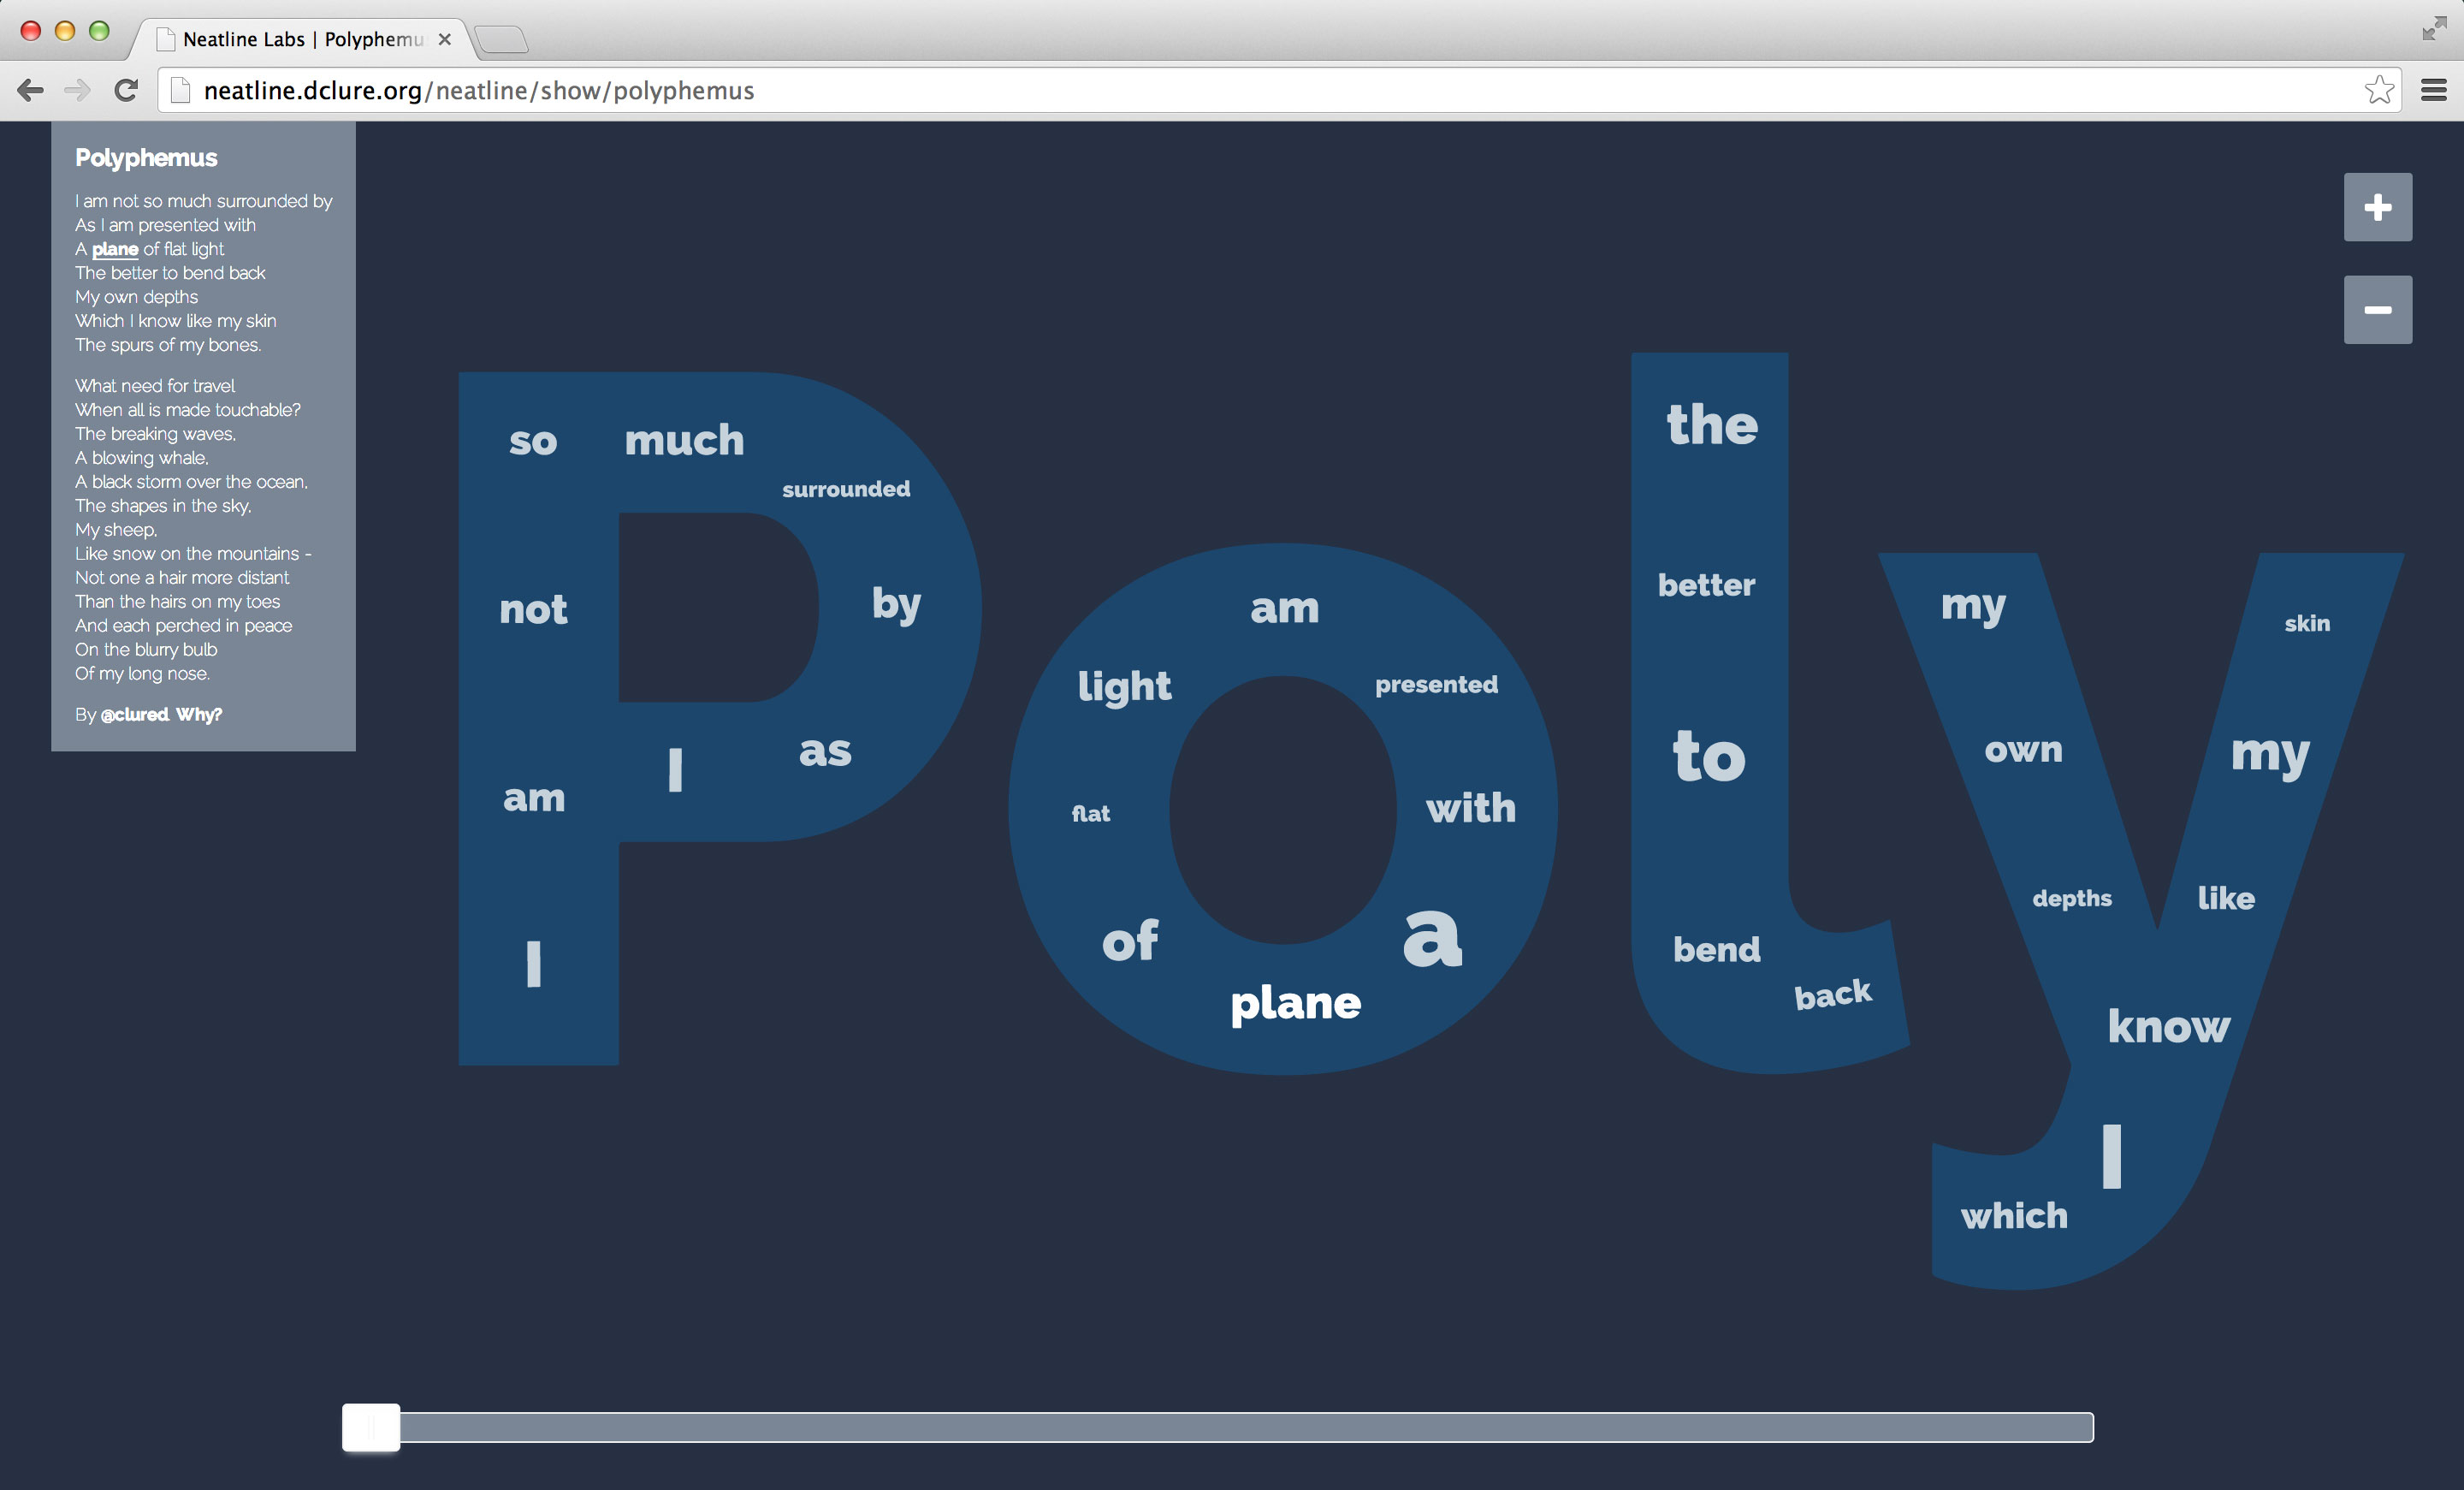 Neatline Labs | Polyphemu
neatline.dclure.org/neatline/show/polyphemus
Polyphemus
I am not so much surrounded by
As I am presented with
A plane of flat light
The better to bend back
My own depths
Which I know like my skin
The spurs of my bones.
What need for travel
When all is made touchable?
The breaking waves,
A blowing whale,
A black storm over the ocean,
The shapes in the sky,
My sheep,
Like snow on the mountains -
Not one a hair more distant
Than the hairs on my toes
And each perched in peace
On the blurry bulb
Of my long nose.
By @clured. Why?
Poly
I
am
not
so
much
surrounded
by
as
I
am
presented
with
a
plane
of
flat
light
the
better
to
bend
back
my
own
depths
which
I
know
like
my
skin